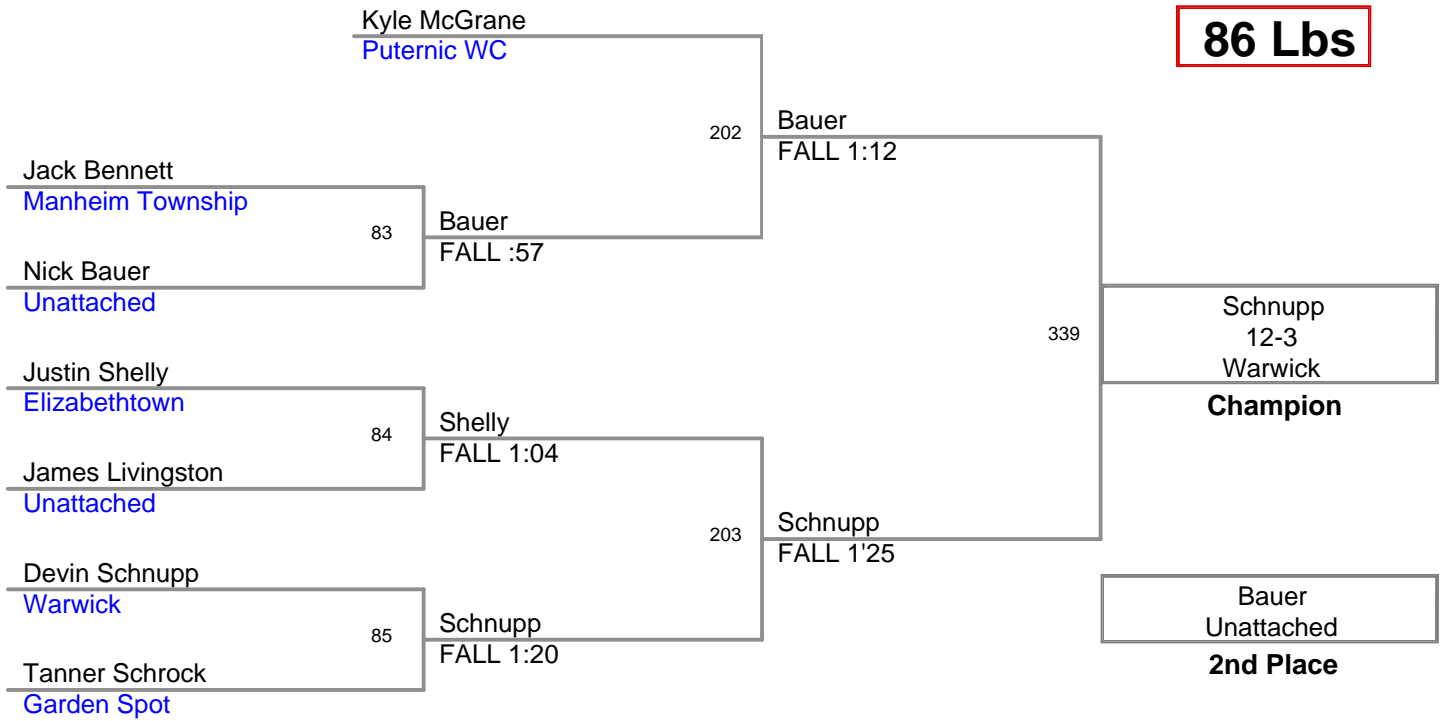 Kyle McGrane
Puternic WC
86 Lbs
202
Bauer
FALL 1:12
Jack Bennett
Manheim Township
83
Bauer
FALL :57
Nick Bauer
Unattached
339
Schnupp
12-3
Warwick
Champion
Justin Shelly
Elizabethtown
84
Shelly
FALL 1:04
James Livingston
Unattached
203
Schnupp
FALL 1'25
Devin Schnupp
Warwick
85
Schnupp
FALL 1:20
Tanner Schrock
Garden Spot
Bauer
Unattached
2nd Place